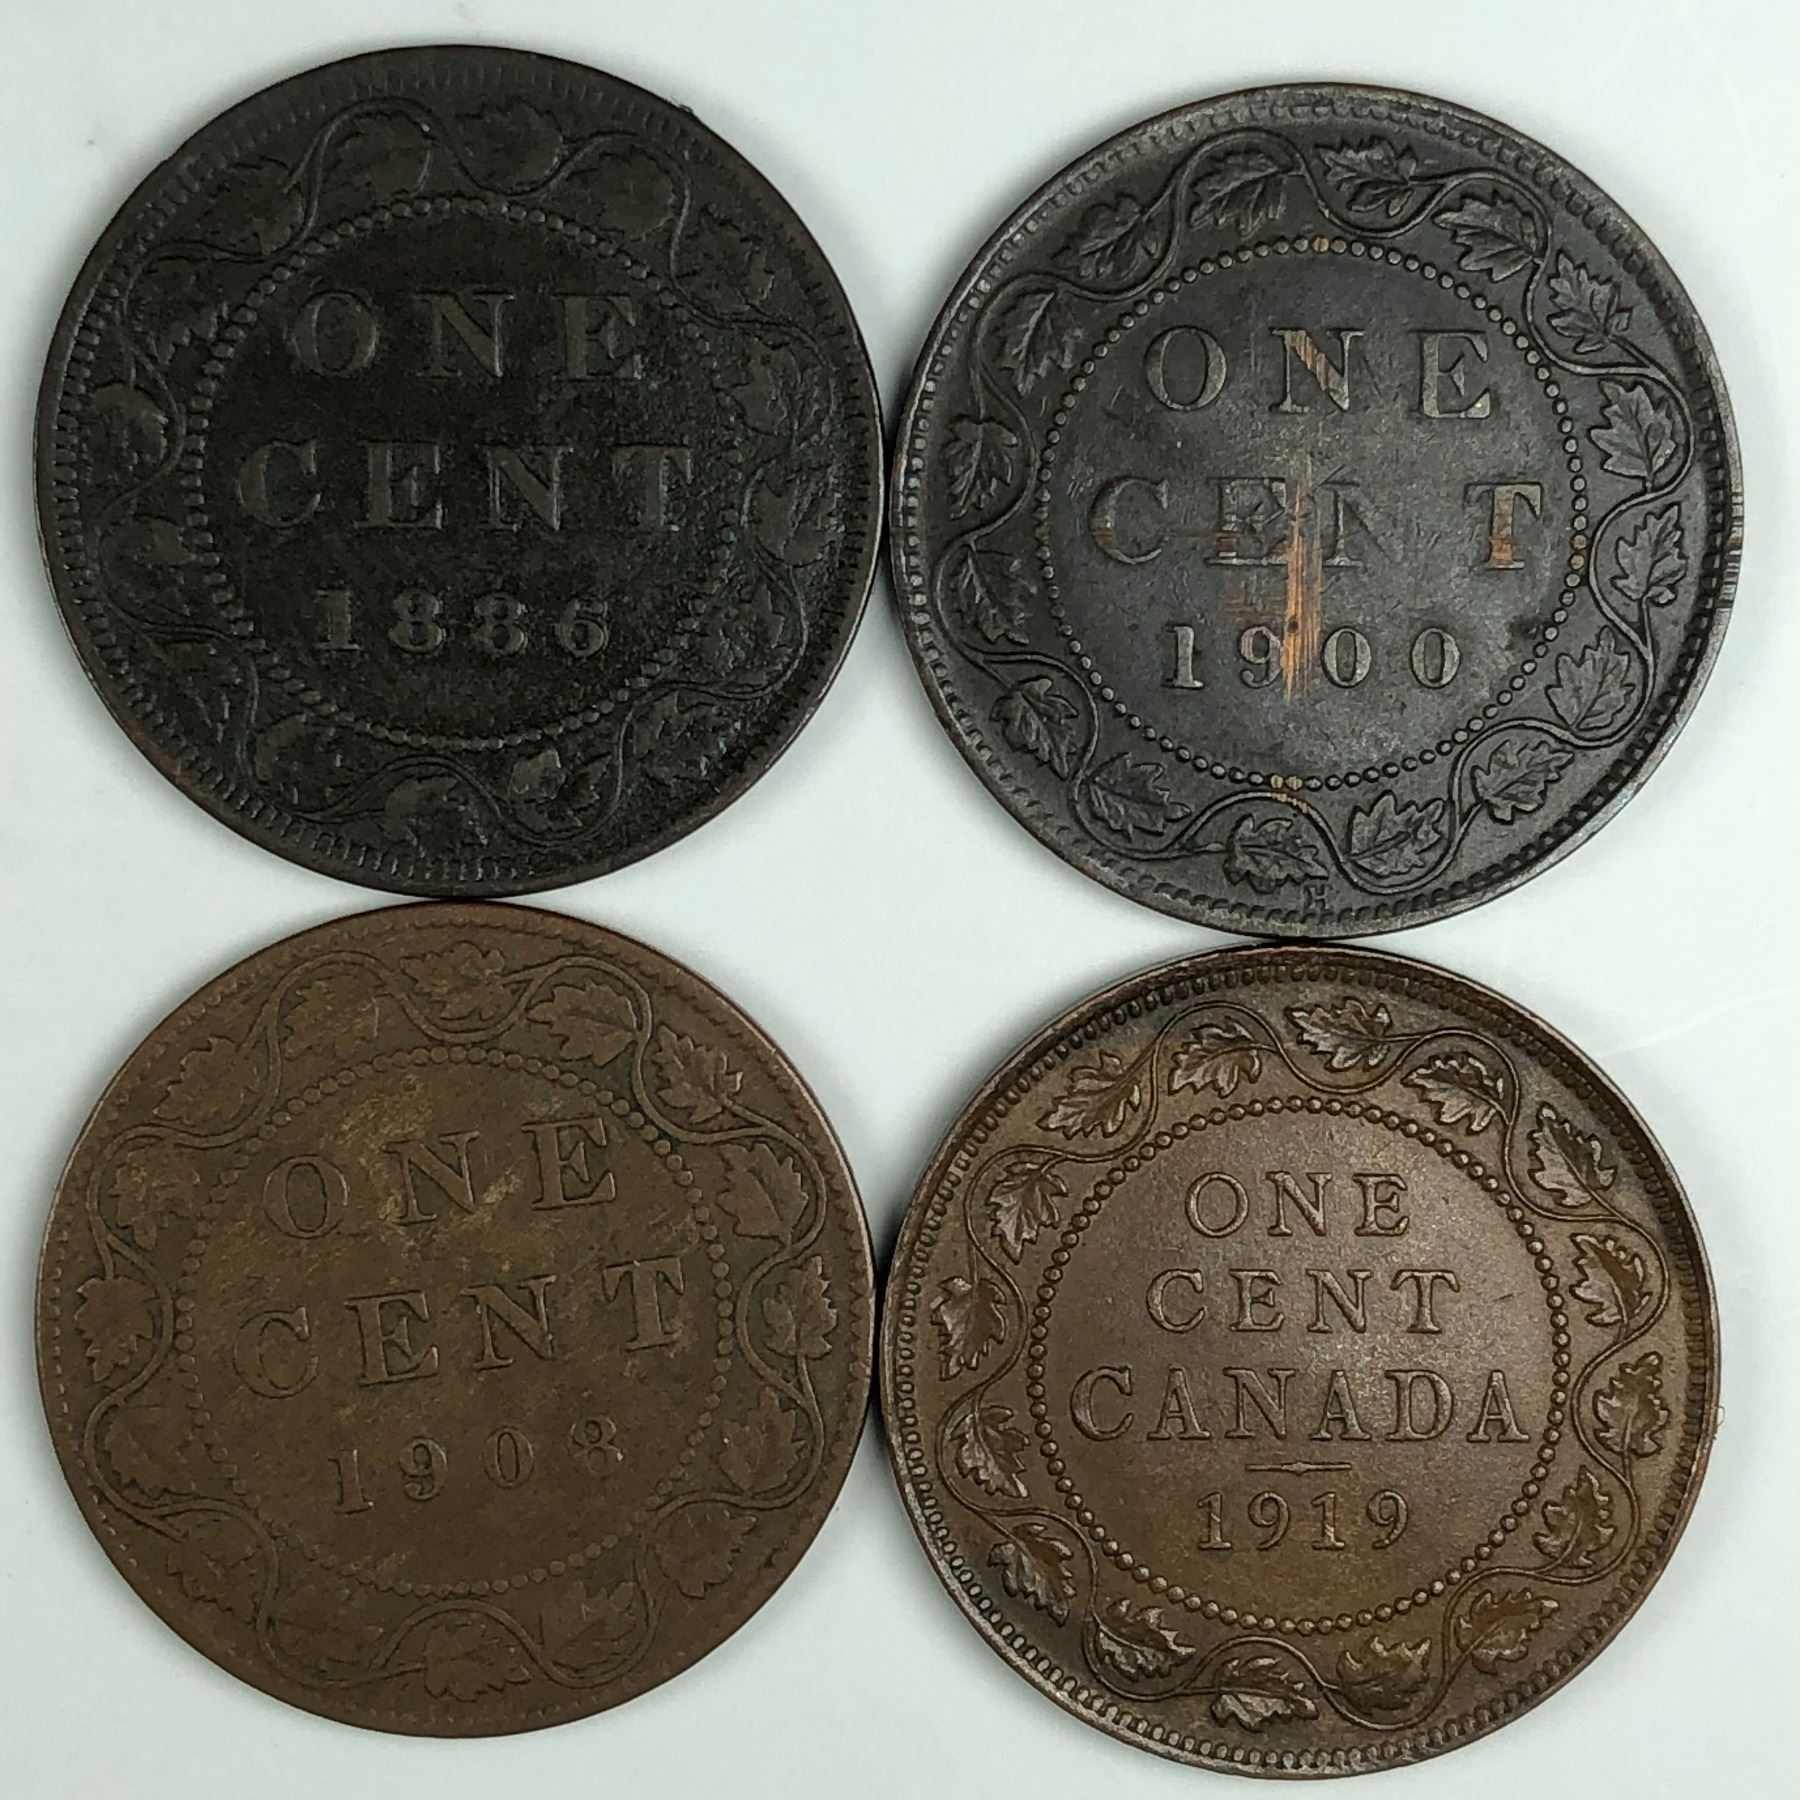 ONE
CENT
1886
ONE
CENT
1900
H
ONE
CENT
1908
ONE
CENT
CANADA
1919